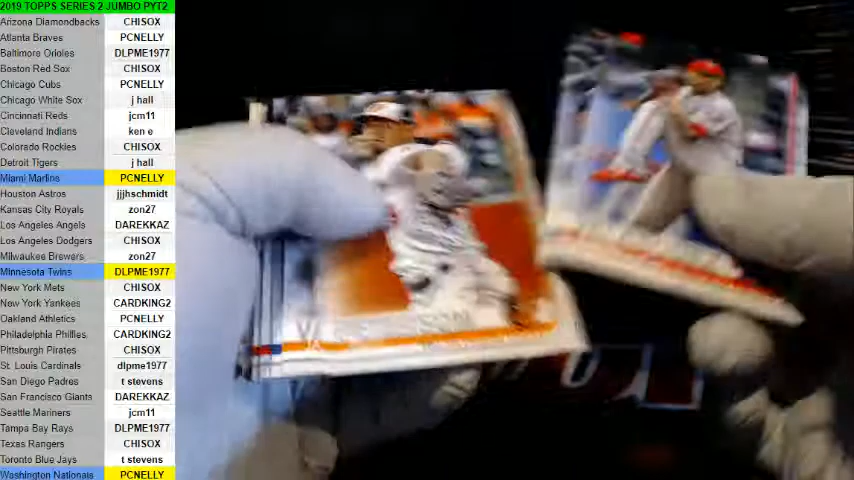 2019 TOPPS SERIES 2 JUMBO PYT2
Arizona Diamondbacks CHISOX
Atlanta Braves PCNELLY
Baltimore Orioles DLPME1977
Boston Red Sox CHISOX
Chicago Cubs PCNELLY
Chicago White Sox j hall
Cincinnati Reds jcm11
Cleveland Indians ken e
Colorado Rockies CHISOX
Detroit Tigers j hall
Miami Marlins PCNELLY
Houston Astros jjjhschmidt
Kansas City Royals zon27
Los Angeles Angels DAREKKAZ
Los Angeles Dodgers CHISOX
Milwaukee Brewers zon27
Minnesota Twins DLPME1977
New York Mets CHISOX
New York Yankees CARDKING2
Oakland Athletics PCNELLY
Philadelphia Phillies CARDKING2
Pittsburgh Pirates CHISOX
St. Louis Cardinals dlpme1977
San Diego Padres t stevens
San Francisco Giants DAREKKAZ
Seattle Mariners jcm11
Tampa Bay Rays DLPME1977
Texas Rangers CHISOX
Toronto Blue Jays t stevens
Washington Nationals PCNELLY